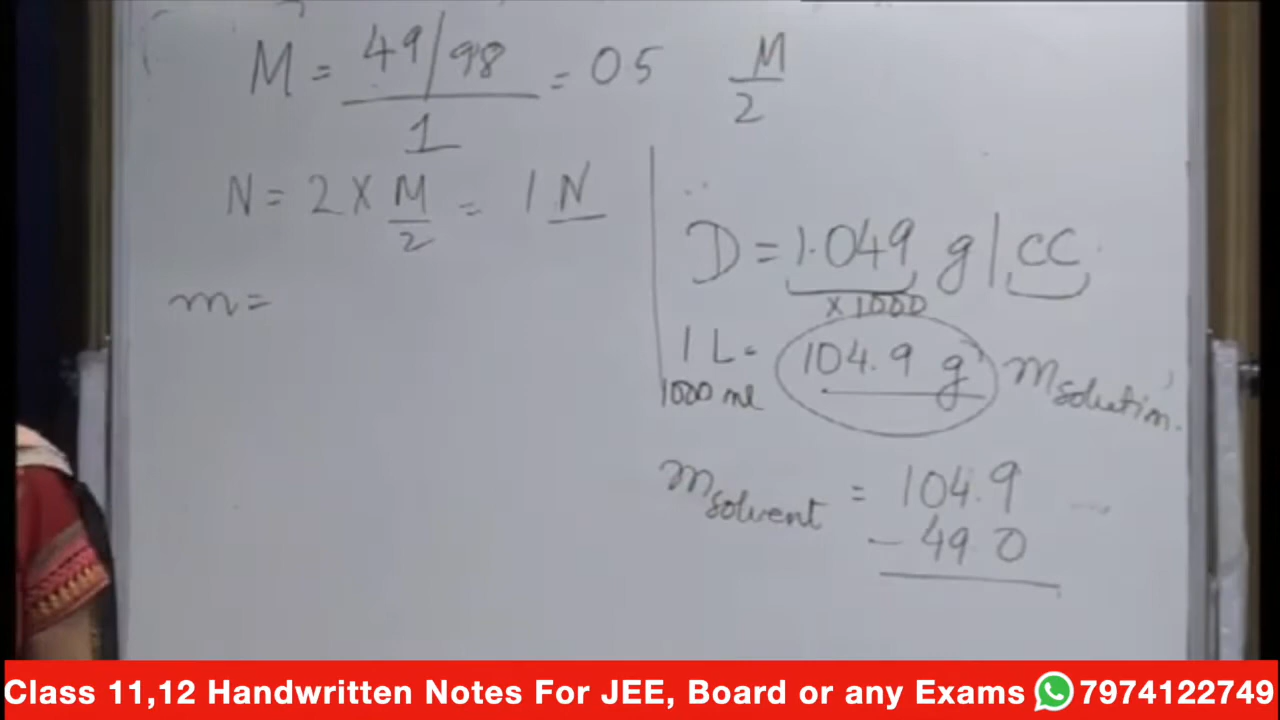 M = 49/98 / 1 = 05 M/2
N = 2 X M/2 = 1 N
m =
D = 1.049 g/CC
x 1000
1 L = 104.9 g m solution.
1000 ml
m solvent = 104.9
- 49.0
Class 11,12 Handwritten Notes For JEE, Board or any Exams 7974122749